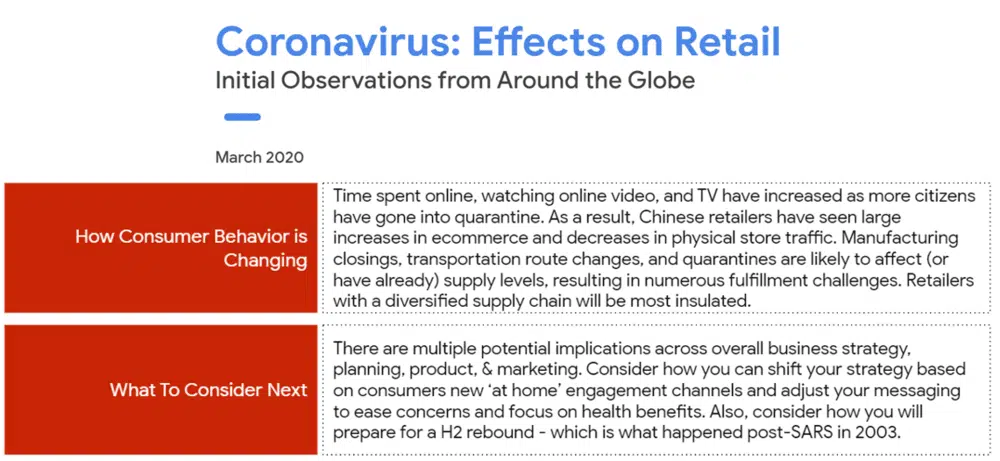 Coronavirus: Effects on Retail
Initial Observations from Around the Globe
March 2020
How Consumer Behavior is
Changing
Time spent online, watching online video, and TV have increased as more citizens
have gone into quarantine. As a result, Chinese retailers have seen large
increases in ecommerce and decreases in physical store traffic. Manufacturing
closings, transportation route changes, and quarantines are likely to affect (or
have already) supply levels, resulting in numerous fulfillment challenges. Retailers
with a diversified supply chain will be most insulated.
What To Consider Next
There are multiple potential implications across overall business strategy,
planning, product, & marketing. Consider how you can shift your strategy based
on consumers new ‘at home’ engagement channels and adjust your messaging
to ease concerns and focus on health benefits. Also, consider how you will
prepare for a H2 rebound - which is what happened post-SARS in 2003.